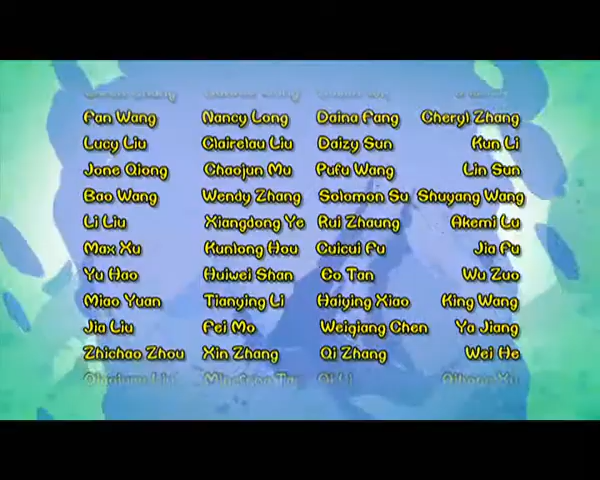 Fan Wang Nancy Long Daina Fang Cheryl Zhang
Lucy Liu Clairelau Liu Daizy Sun Kun Li
Jone Qiong Chaojun Mu Pufu Wang Lin Sun
Bao Wang Wendy Zhang Solomon Su Shuyang Wang
Li Liu Xiangdong Ye Rui Zhaung Akemi Lu
Max Xu Kunlong Hou Cuicui Fu Jia Fu
Yu Hao Huiwei Shan Bo Tan Wu Zuo
Miao Yuan Tianying Li Haiying Xiao King Wang
Jia Liu Fei Mo Weiqiang Chen Ya Jiang
Zhichao Zhou Xin Zhang Qi Zhang Wei He
Qi Li